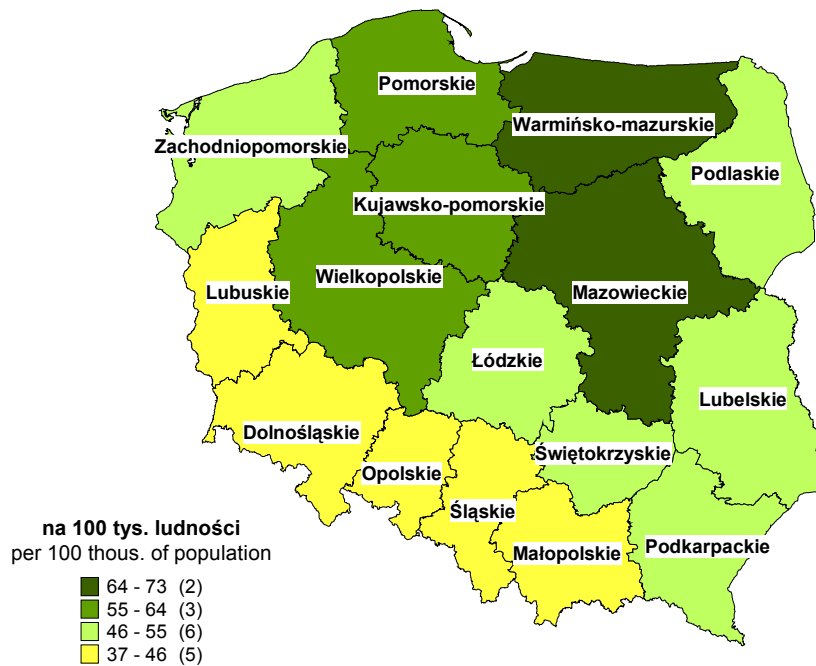 Pomorskie
Warmińsko-mazurskie
Zachodniopomorskie
Podlaskie
Kujawsko-pomorskie
Wielkopolskie
Lubuskie
Mazowieckie
Łódzkie
Lubelskie
Dolnośląskie
Świętokrzyskie
Opolskie
Śląskie
Małopolskie
Podkarpackie
na 100 tys. ludności
per 100 thous. of population
64 - 73 (2)
55 - 64 (3)
46 - 55 (6)
37 - 46 (5)